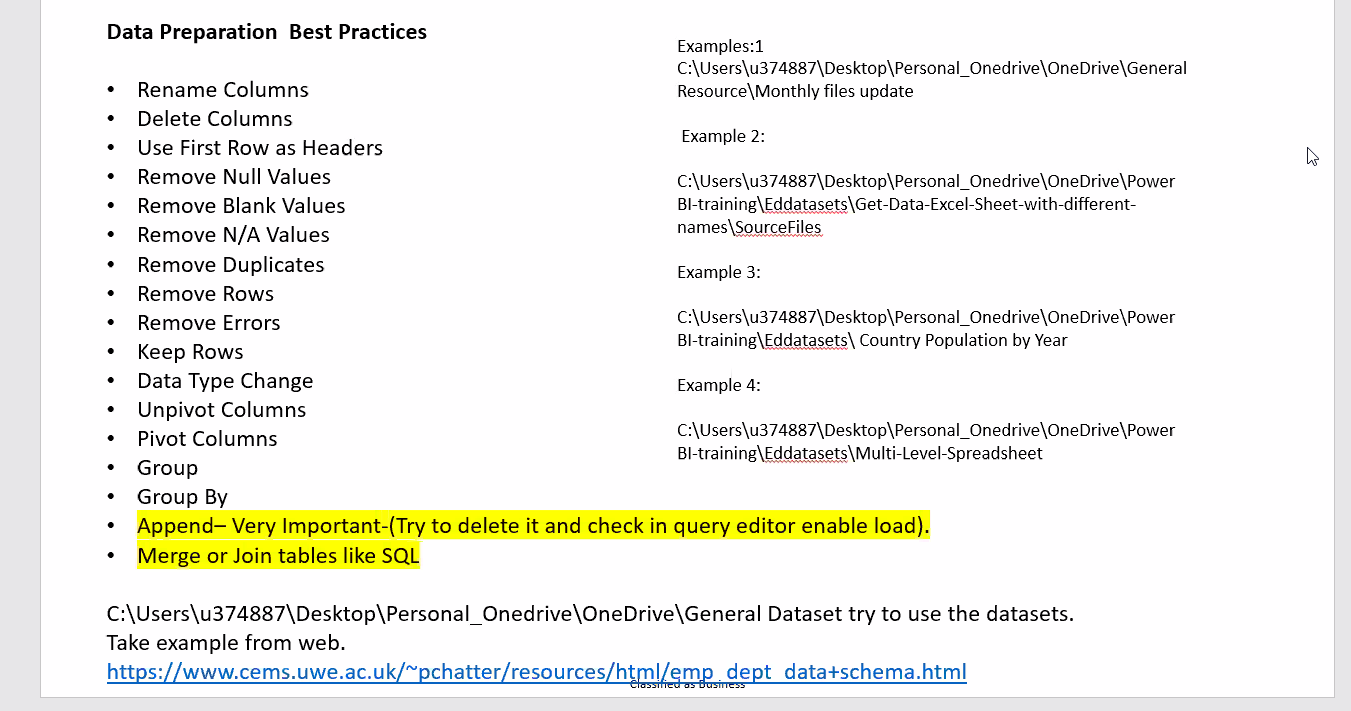 Data Preparation  Best Practices
• Rename Columns
• Delete Columns
• Use First Row as Headers
• Remove Null Values
• Remove Blank Values
• Remove N/A Values
• Remove Duplicates
• Remove Rows
• Remove Errors
• Keep Rows
• Data Type Change
• Unpivot Columns
• Pivot Columns
• Group
• Group By
• Append– Very Important-(Try to delete it and check in query editor enable load).
• Merge or Join tables like SQL
Examples:1
C:\Users\u374887\Desktop\Personal_Onedrive\OneDrive\General
Resource\Monthly files update
Example 2:
C:\Users\u374887\Desktop\Personal_Onedrive\OneDrive\Power
BI-training\Eddatasets\Get-Data-Excel-Sheet-with-different-
names\SourceFiles
Example 3:
C:\Users\u374887\Desktop\Personal_Onedrive\OneDrive\Power
BI-training\Eddatasets\ Country Population by Year
Example 4:
C:\Users\u374887\Desktop\Personal_Onedrive\OneDrive\Power
BI-training\Eddatasets\Multi-Level-Spreadsheet
C:\Users\u374887\Desktop\Personal_Onedrive\OneDrive\General Dataset try to use the datasets.
Take example from web.
https://www.cems.uwe.ac.uk/~pchatter/resources/html/emp_dept_data+schema.html
Classified as Business